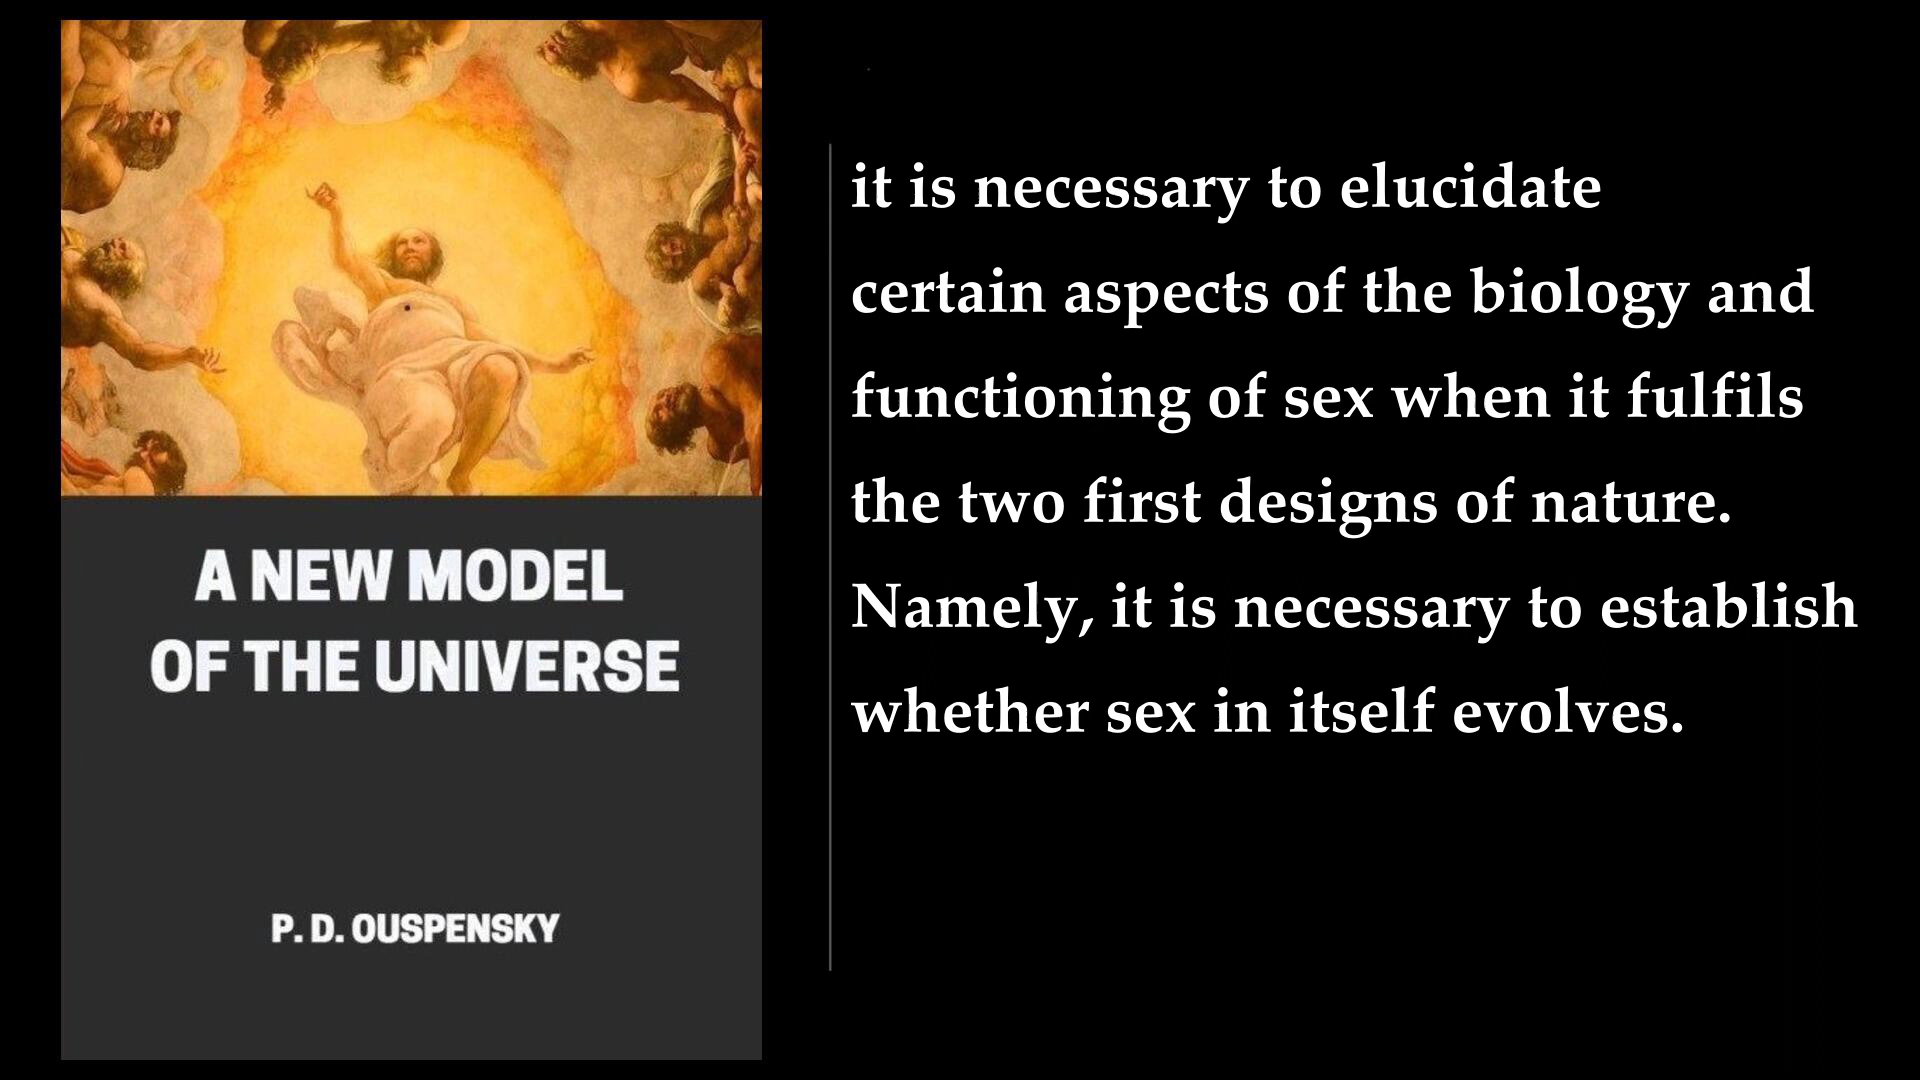 A NEW MODEL
OF THE UNIVERSE
P. D. OUSPENSKY
it is necessary to elucidate
certain aspects of the biology and
functioning of sex when it fulfils
the two first designs of nature.
Namely, it is necessary to establish
whether sex in itself evolves.